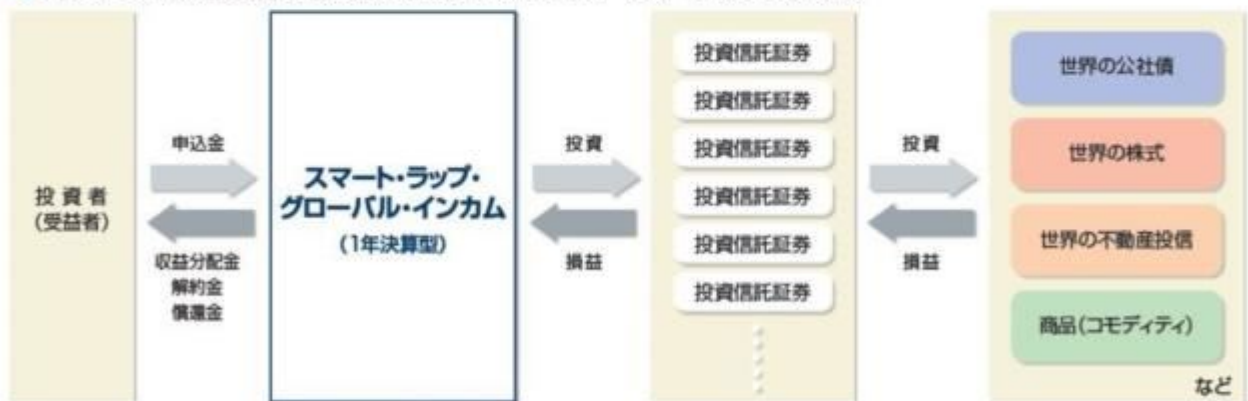 投資者
(受益者)
申込金
収益分配金
解約金
償還金
スマート・ラップ・
グローバル・インカム
(1年決算型)
投資
損益
投資信託証券
投資信託証券
投資信託証券
投資信託証券
投資信託証券
投資信託証券
投資
損益
世界の公社債
世界の株式
世界の不動産投信
商品(コモディティ)
など